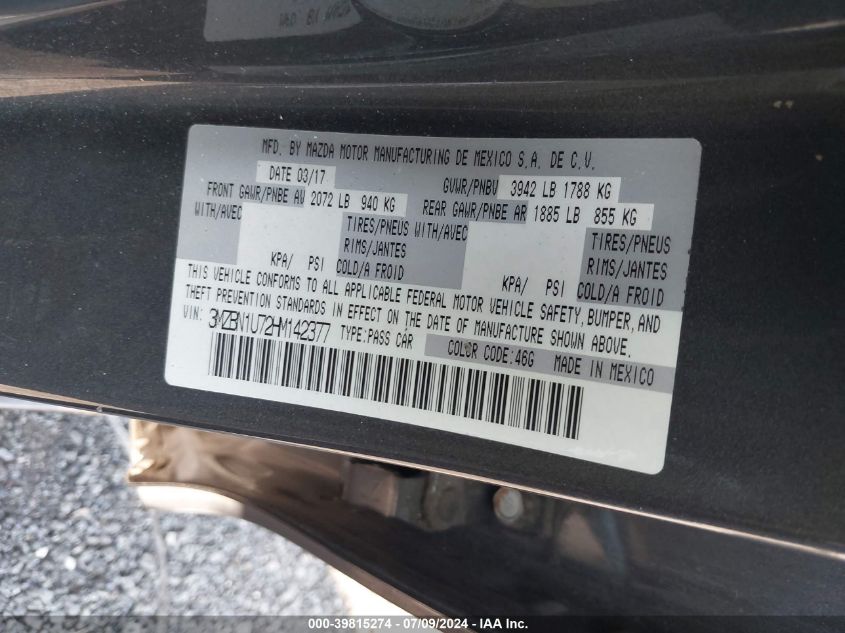 MFD. BY MAZDA MOTOR MANUFACTURING DE MEXICO S.A. DE C.V.
DATE 03/17 GVWR/PNBV 3942 LB 1788 KG
FRONT GAWR/PNBE AV 2072 LB 940 KG REAR GAWR/PNBE AR 1885 LB 855 KG
WITH/AVEC TIRES/PNEUS WITH/AVEC TIRES/PNEUS
RIMS/JANTES RIMS/JANTES
KPA/ PSI COLD/A FROID KPA/ PSI COLD/A FROID
THIS VEHICLE CONFORMS TO ALL APPLICABLE FEDERAL MOTOR VEHICLE SAFETY, BUMPER, AND
THEFT PREVENTION STANDARDS IN EFFECT ON THE DATE OF MANUFACTURE SHOWN ABOVE.
VIN: 3MZBN1U72HM142377 TYPE:PASS CAR COLOR CODE:46G MADE IN MEXICO
000-39815274 - 07/09/2024 - IAA Inc.